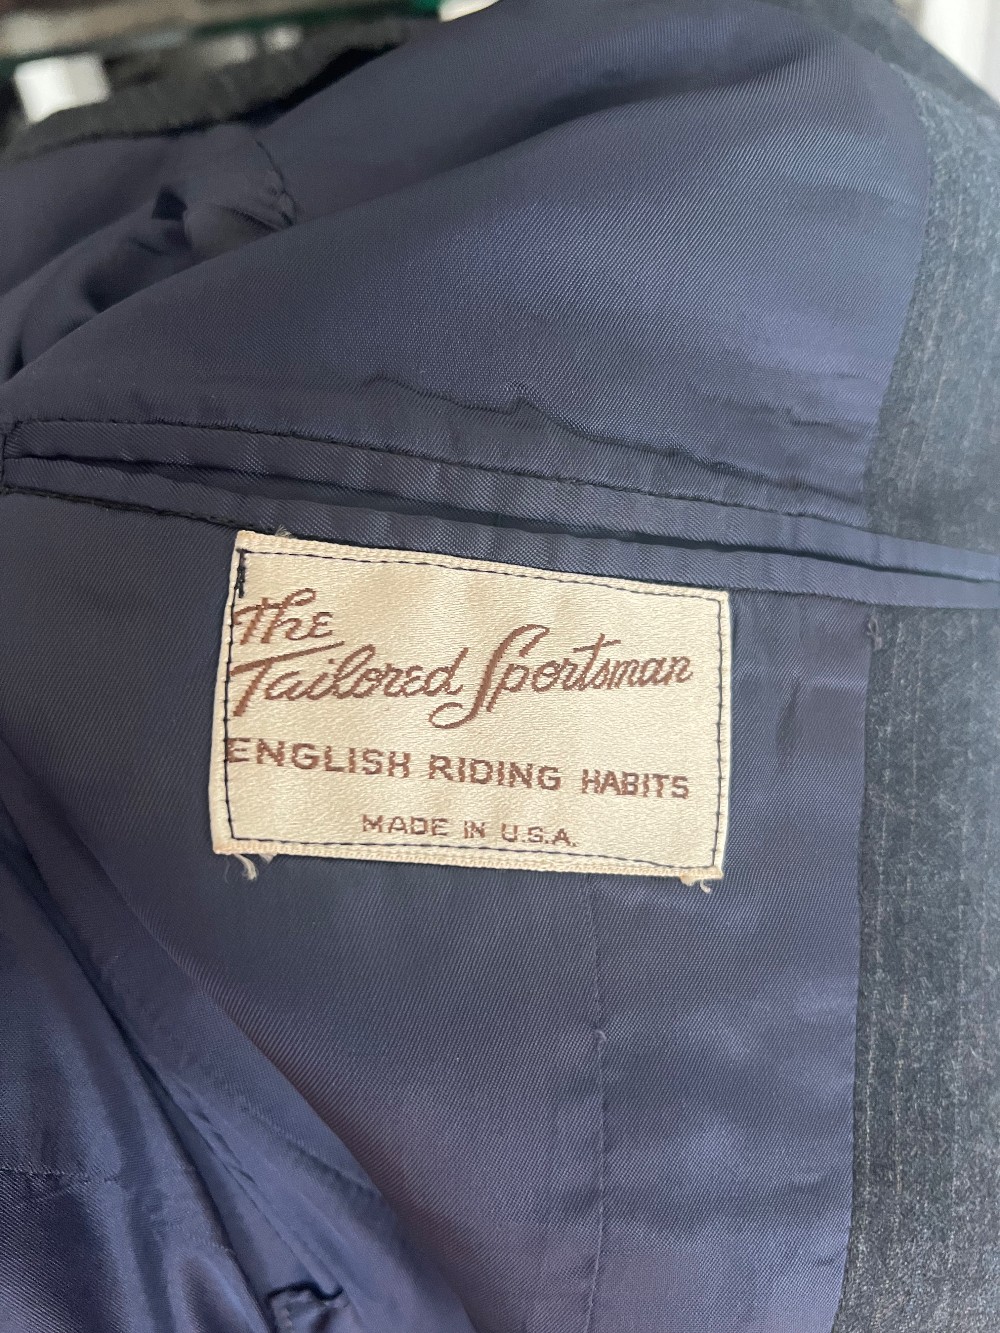 The
Tailored Sportsman
ENGLISH RIDING HABITS
MADE IN U.S.A.